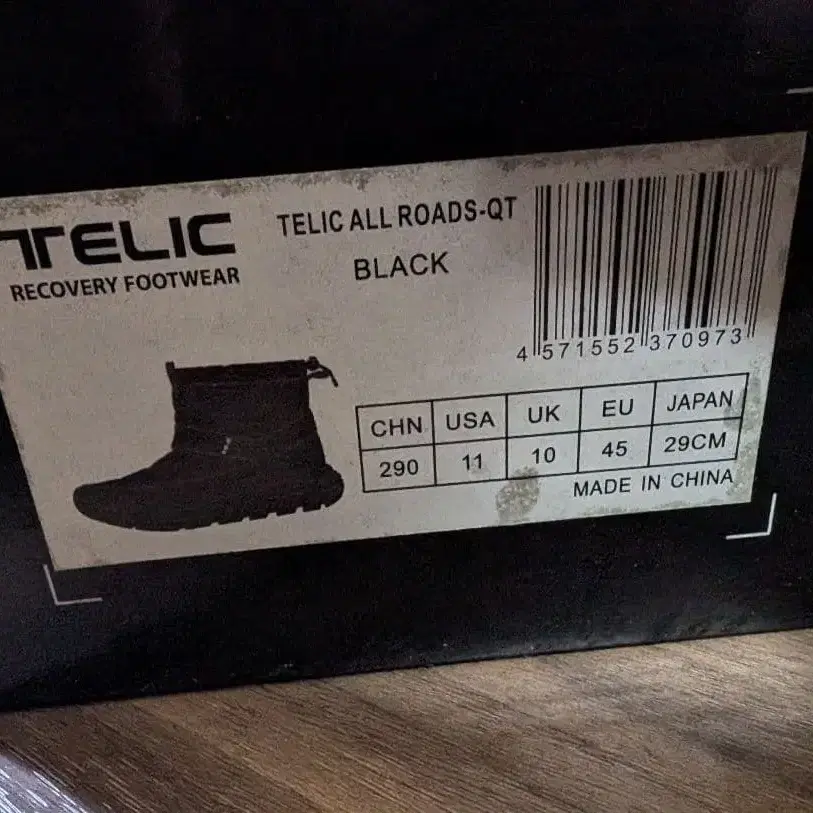 TELIC
RECOVERY FOOTWEAR
TELIC ALL ROADS-QT
BLACK
4 571552 370973
CHN USA UK EU JAPAN
290 11 10 45 29CM
MADE IN CHINA